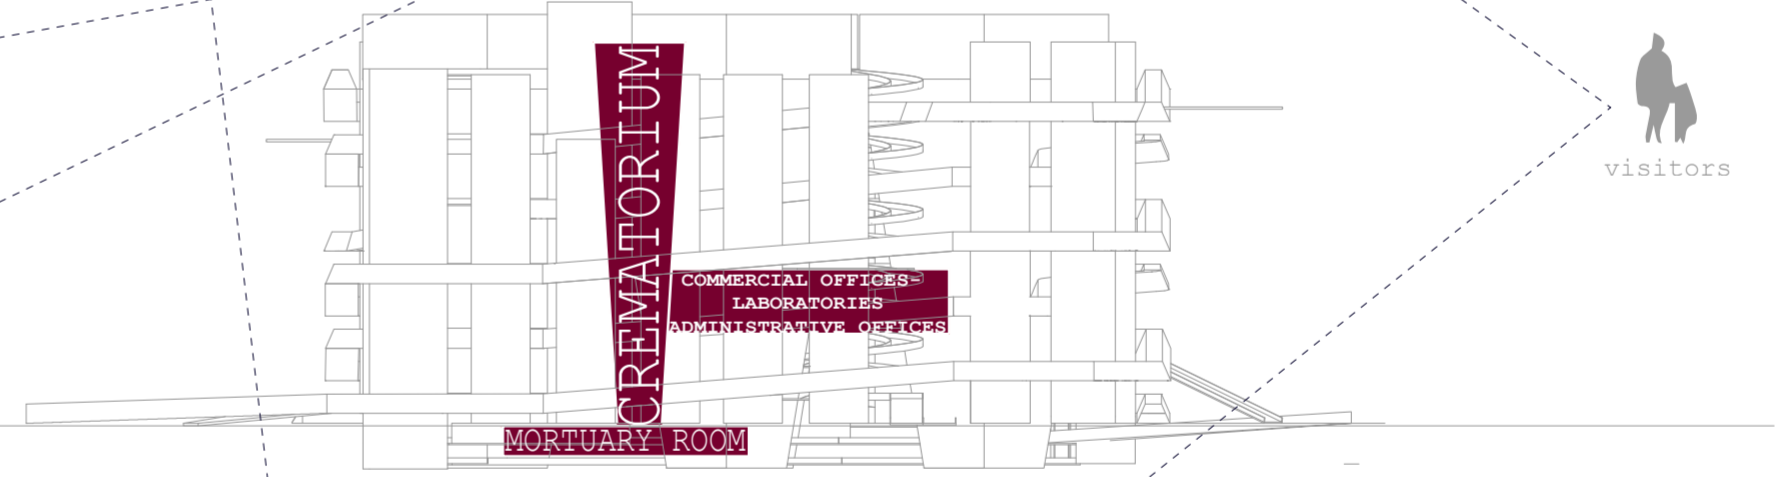 CREMATORIUM
visitors
COMMERCIAL OFFICES-
LABORATORIES
ADMINISTRATIVE OFFICES
MORTUARY ROOM